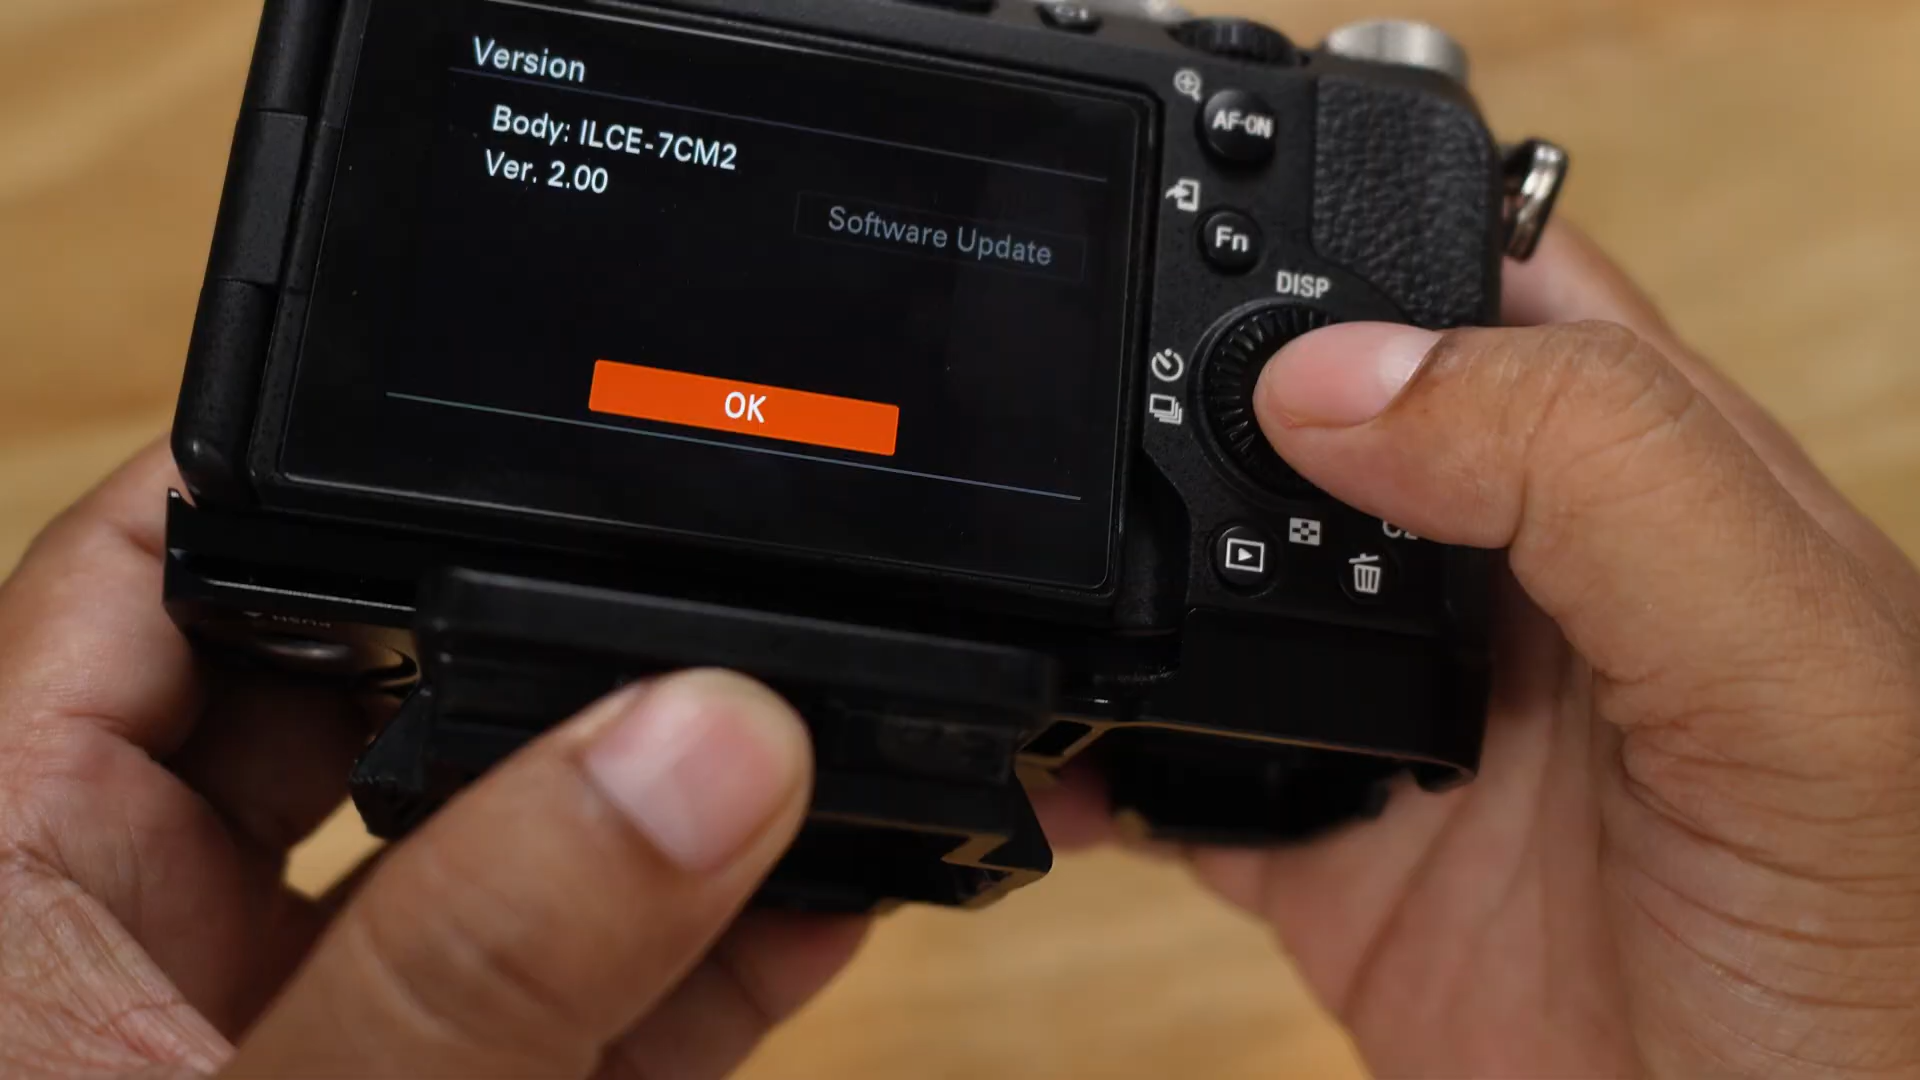 Version
Body: ILCE-7CM2
Ver. 2.00
Software Update
OK
AF-ON
Fn
DISP